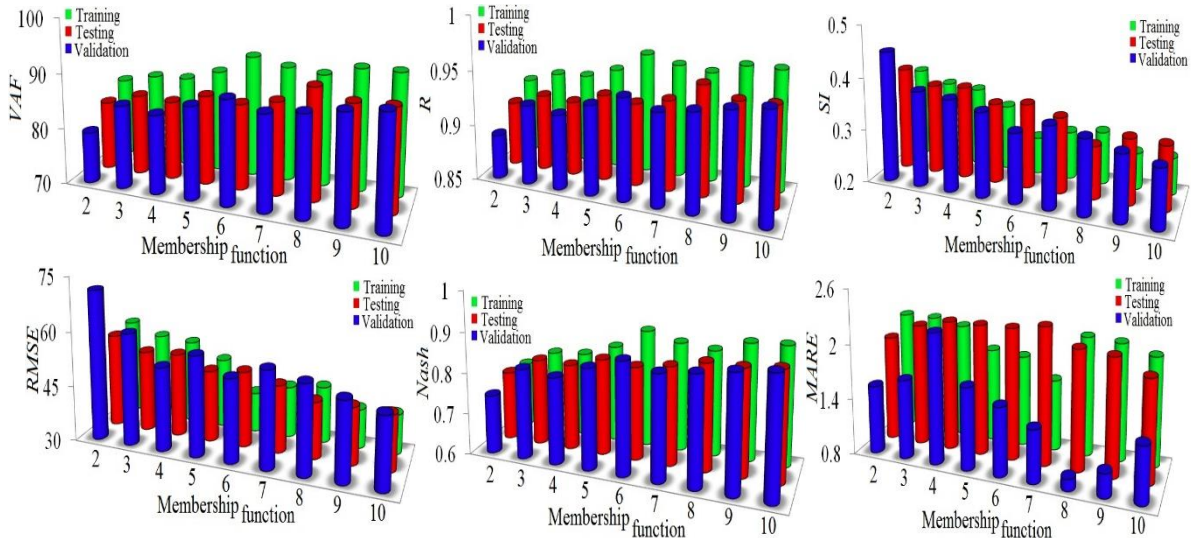 100
90
80
70
VAF
Training
Testing
Validation
2 3 4 5 6 7 8 9 10
Membership function
1
0.95
0.9
0.85
R
Training
Testing
Validation
2 3 4 5 6 7 8 9 10
Membership function
0.5
0.4
0.3
0.2
SI
Training
Testing
Validation
2 3 4 5 6 7 8 9 10
Membership function
75
60
45
30
RMSE
Training
Testing
Validation
2 3 4 5 6 7 8 9 10
Membership function
1
0.9
0.8
0.7
0.6
Nash
Training
Testing
Validation
2 3 4 5 6 7 8 9 10
Membership function
2.6
2
1.4
0.8
MARE
Training
Testing
Validation
2 3 4 5 6 7 8 9 10
Membership function